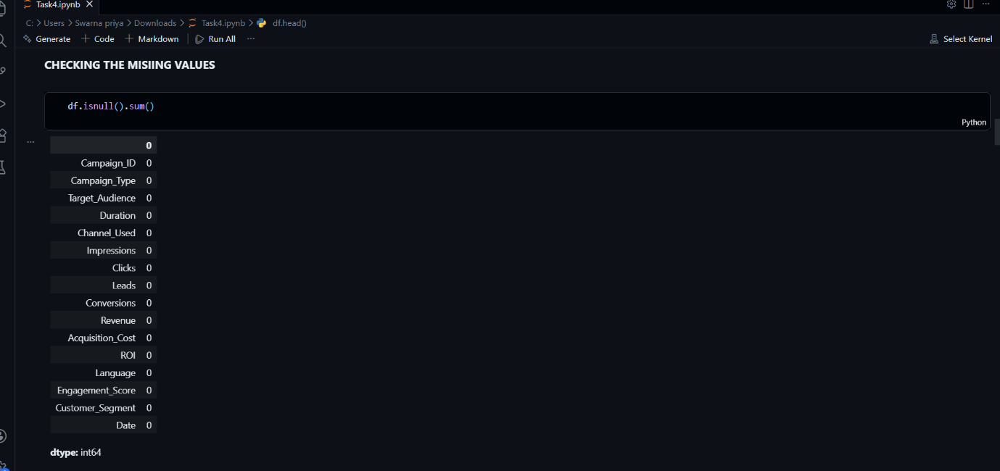 Task4.ipynb
C: > Users > Swarna priya > Downloads > Task4.ipynb > df.head()
Generate + Code + Markdown | Run All ...
Select Kernel
CHECKING THE MISIING VALUES
df.isnull().sum()
Python
...
0
Campaign_ID 0
Campaign_Type 0
Target_Audience 0
Duration 0
Channel_Used 0
Impressions 0
Clicks 0
Leads 0
Conversions 0
Revenue 0
Acquisition_Cost 0
ROI 0
Language 0
Engagement_Score 0
Customer_Segment 0
Date 0
dtype: int64